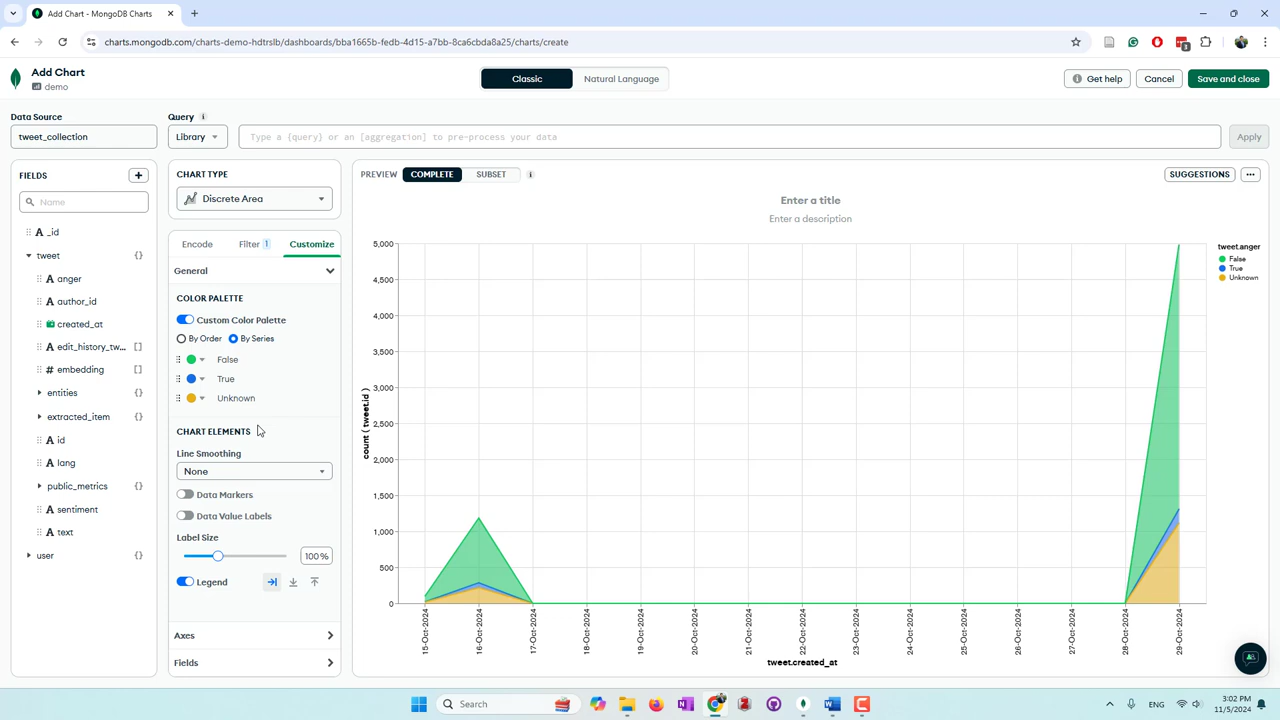 Add Chart - MongoDB Charts
charts.mongodb.com/charts-demo-hdtrslb/dashboards/bba1665b-fedb-4d15-a7bb-8ca6cbda8a25/charts/create
3
Add Chart
demo
Classic
Natural Language
Get help
Cancel
Save and close
Data Source
tweet_collection
Query
Library
Type a {query} or an [aggregation] to pre-process your data
Apply
FIELDS
Name
A _id
tweet {}
A anger
A author_id
created_at
A edit_history_tw... []
# embedding []
entities {}
extracted_item {}
A id
A lang
public_metrics {}
A sentiment
A text
user {}
CHART TYPE
Discrete Area
Encode
Filter 1
Customize
General
COLOR PALETTE
Custom Color Palette
By Order
By Series
False
True
Unknown
CHART ELEMENTS
Line Smoothing
None
Data Markers
Data Value Labels
Label Size
100%
Legend
Axes
Fields
PREVIEW
COMPLETE
SUBSET
SUGGESTIONS
Enter a title
Enter a description
5,000
4,500
4,000
3,500
3,000
2,500
2,000
1,500
1,000
500
0
count ( tweet.id )
15-Oct-2024
16-Oct-2024
17-Oct-2024
18-Oct-2024
19-Oct-2024
20-Oct-2024
21-Oct-2024
22-Oct-2024
23-Oct-2024
24-Oct-2024
25-Oct-2024
26-Oct-2024
27-Oct-2024
28-Oct-2024
29-Oct-2024
tweet.created_at
tweet.anger
False
True
Unknown
Search
ENG
3:02 PM
11/5/2024